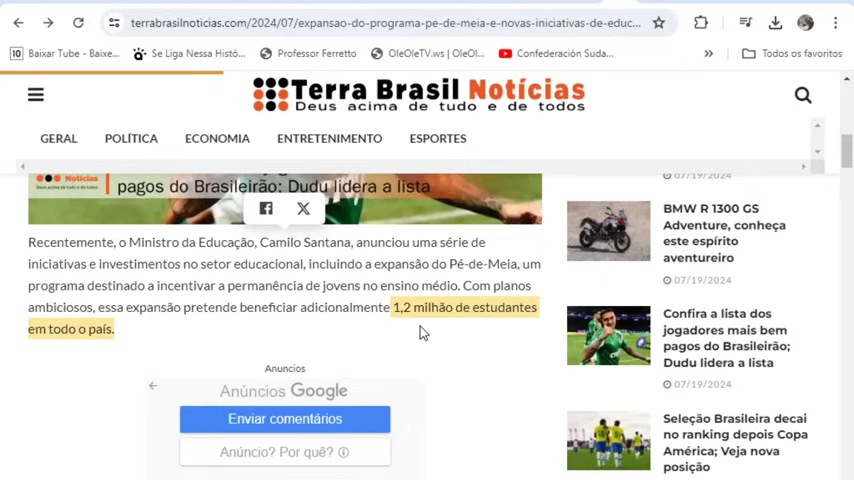 terrabrasilnoticias.com/2024/07/expansao-do-programa-pe-de-meia-e-novas-iniciativas-de-educ...
10 Baixar Tube - Baixe... Se Liga Nessa Histó... Professor Ferretto OleOleTV.ws | OleOl... Confederación Suda... » Todos os favoritos
Terra Brasil Notícias
Deus acima de tudo e de todos
GERAL POLÍTICA ECONOMIA ENTRETENIMENTO ESPORTES
Notícias
pagos do Brasileirão: Dudu lidera a lista
Recentemente, o Ministro da Educação, Camilo Santana, anunciou uma série de
iniciativas e investimentos no setor educacional, incluindo a expansão do Pé-de-Meia, um
programa destinado a incentivar a permanência de jovens no ensino médio. Com planos
ambiciosos, essa expansão pretende beneficiar adicionalmente 1,2 milhão de estudantes
em todo o país.
Anuncios
Anúncios Google
Enviar comentários
Anúncio? Por quê?
07/19/2024
BMW R 1300 GS
Adventure, conheça
este espírito
aventureiro
07/19/2024
Confira a lista dos
jogadores mais bem
pagos do Brasileirão;
Dudu lidera a lista
07/19/2024
Seleção Brasileira decai
no ranking depois Copa
América; Veja nova
posição